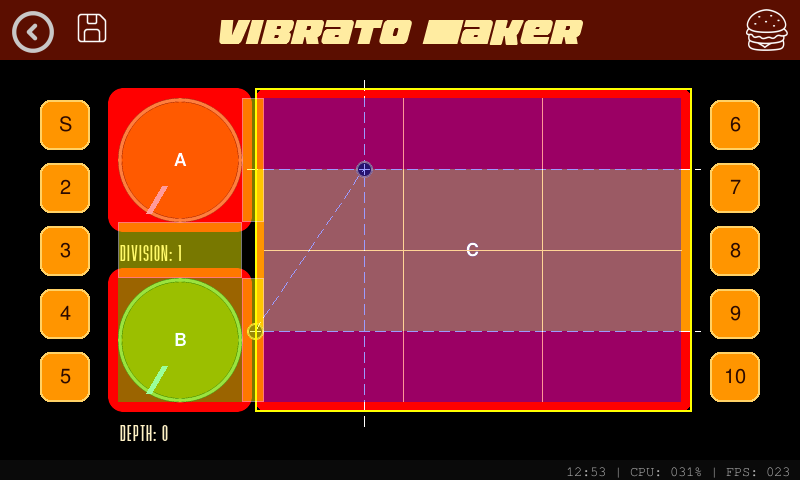 VIBRATO MAKER
S
2
3
4
5
A
DIVISION: 1
B
DEPTH: 0
C
6
7
8
9
10
12:53 | CPU: 031% | FPS: 023